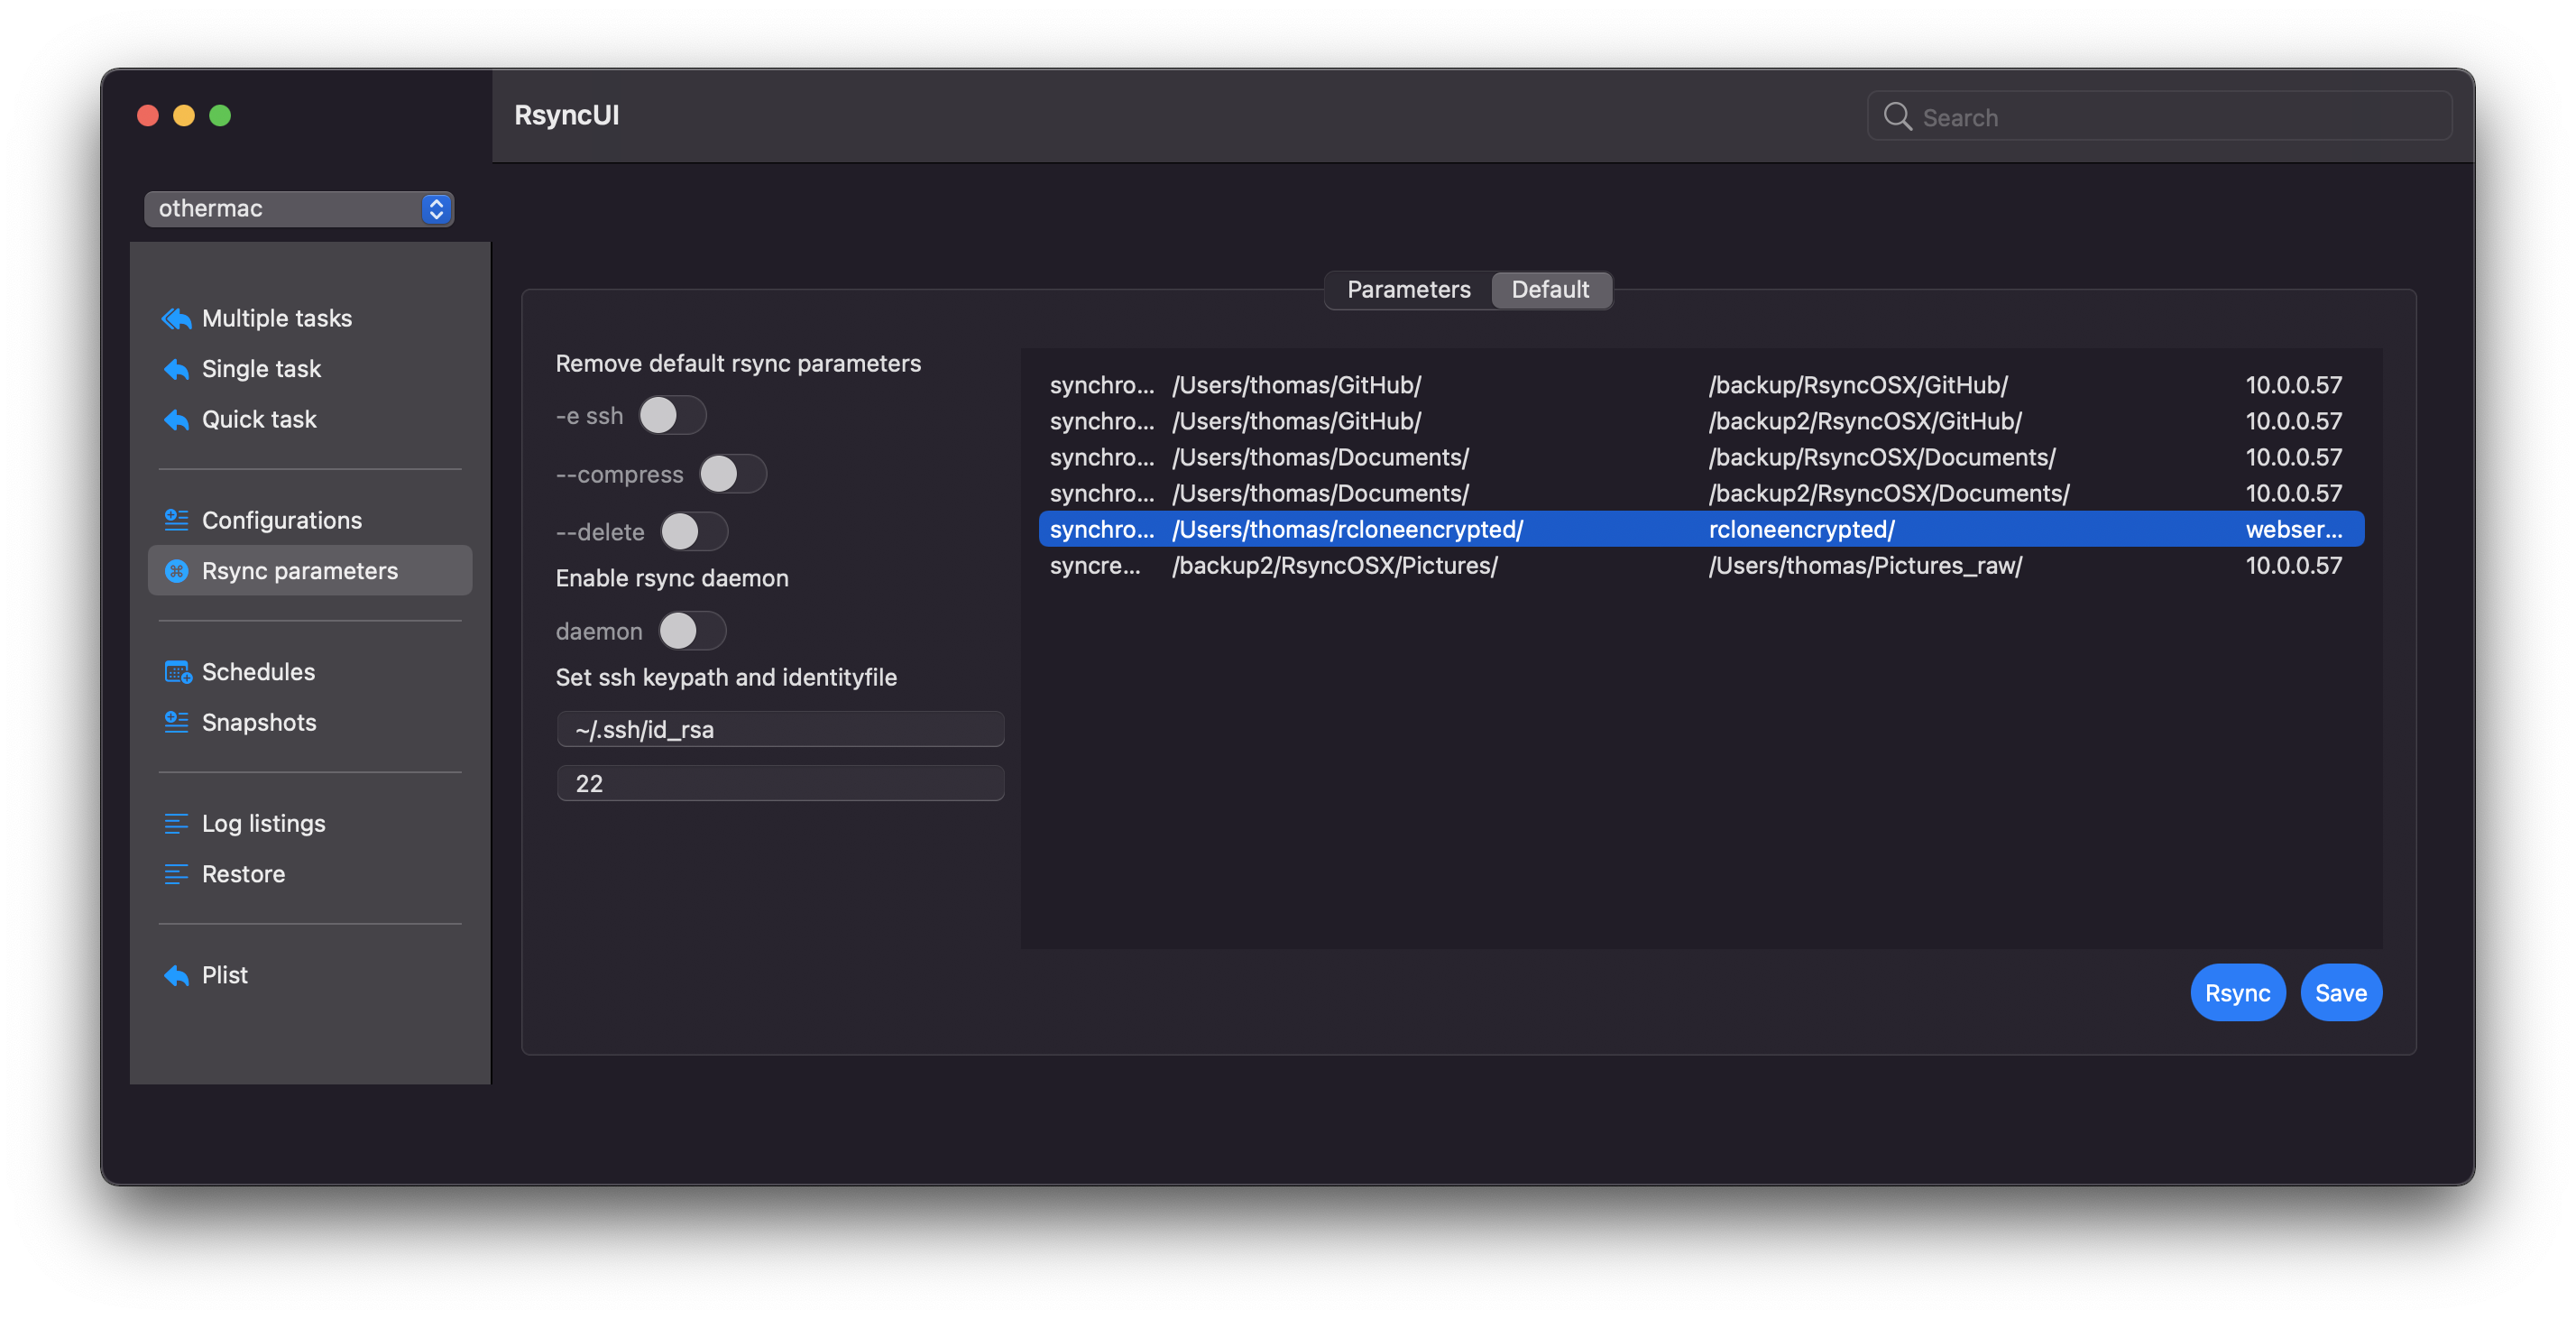 RsyncUI
Search
othermac
Multiple tasks
Single task
Quick task
Configurations
Rsync parameters
Schedules
Snapshots
Log listings
Restore
Plist
Parameters Default
Remove default rsync parameters
-e ssh
--compress
--delete
Enable rsync daemon
daemon
Set ssh keypath and identityfile
~/.ssh/id_rsa
22
synchro... /Users/thomas/GitHub/ /backup/RsyncOSX/GitHub/ 10.0.0.57
synchro... /Users/thomas/GitHub/ /backup2/RsyncOSX/GitHub/ 10.0.0.57
synchro... /Users/thomas/Documents/ /backup/RsyncOSX/Documents/ 10.0.0.57
synchro... /Users/thomas/Documents/ /backup2/RsyncOSX/Documents/ 10.0.0.57
synchro... /Users/thomas/rcloneencrypted/ rcloneencrypted/ webser...
syncre... /backup2/RsyncOSX/Pictures/ /Users/thomas/Pictures_raw/ 10.0.0.57
Rsync Save